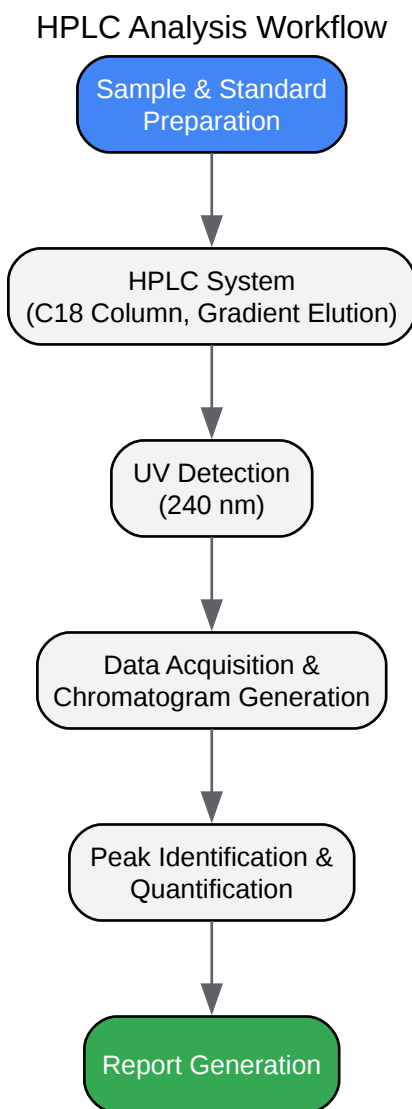 HPLC Analysis Workflow
Sample & Standard
Preparation
HPLC System
(C18 Column, Gradient Elution)
UV Detection
(240 nm)
Data Acquisition &
Chromatogram Generation
Peak Identification &
Quantification
Report Generation